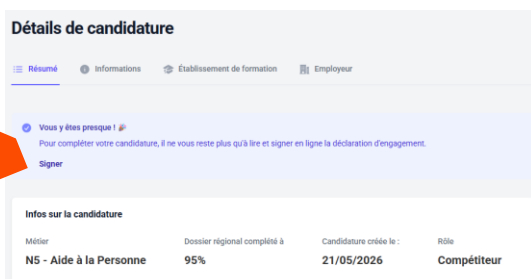 Détails de candidature
Résumé Informations Établissement de formation Employeur
Vous y êtes presque !
Pour compléter votre candidature, il ne vous reste plus qu'à lire et signer en ligne la déclaration d'engagement.
Signer
Infos sur la candidature
Métier Dossier régional complété à Candidature créée le : Rôle
N5 - Aide à la Personne 95% 21/05/2026 Compétiteur